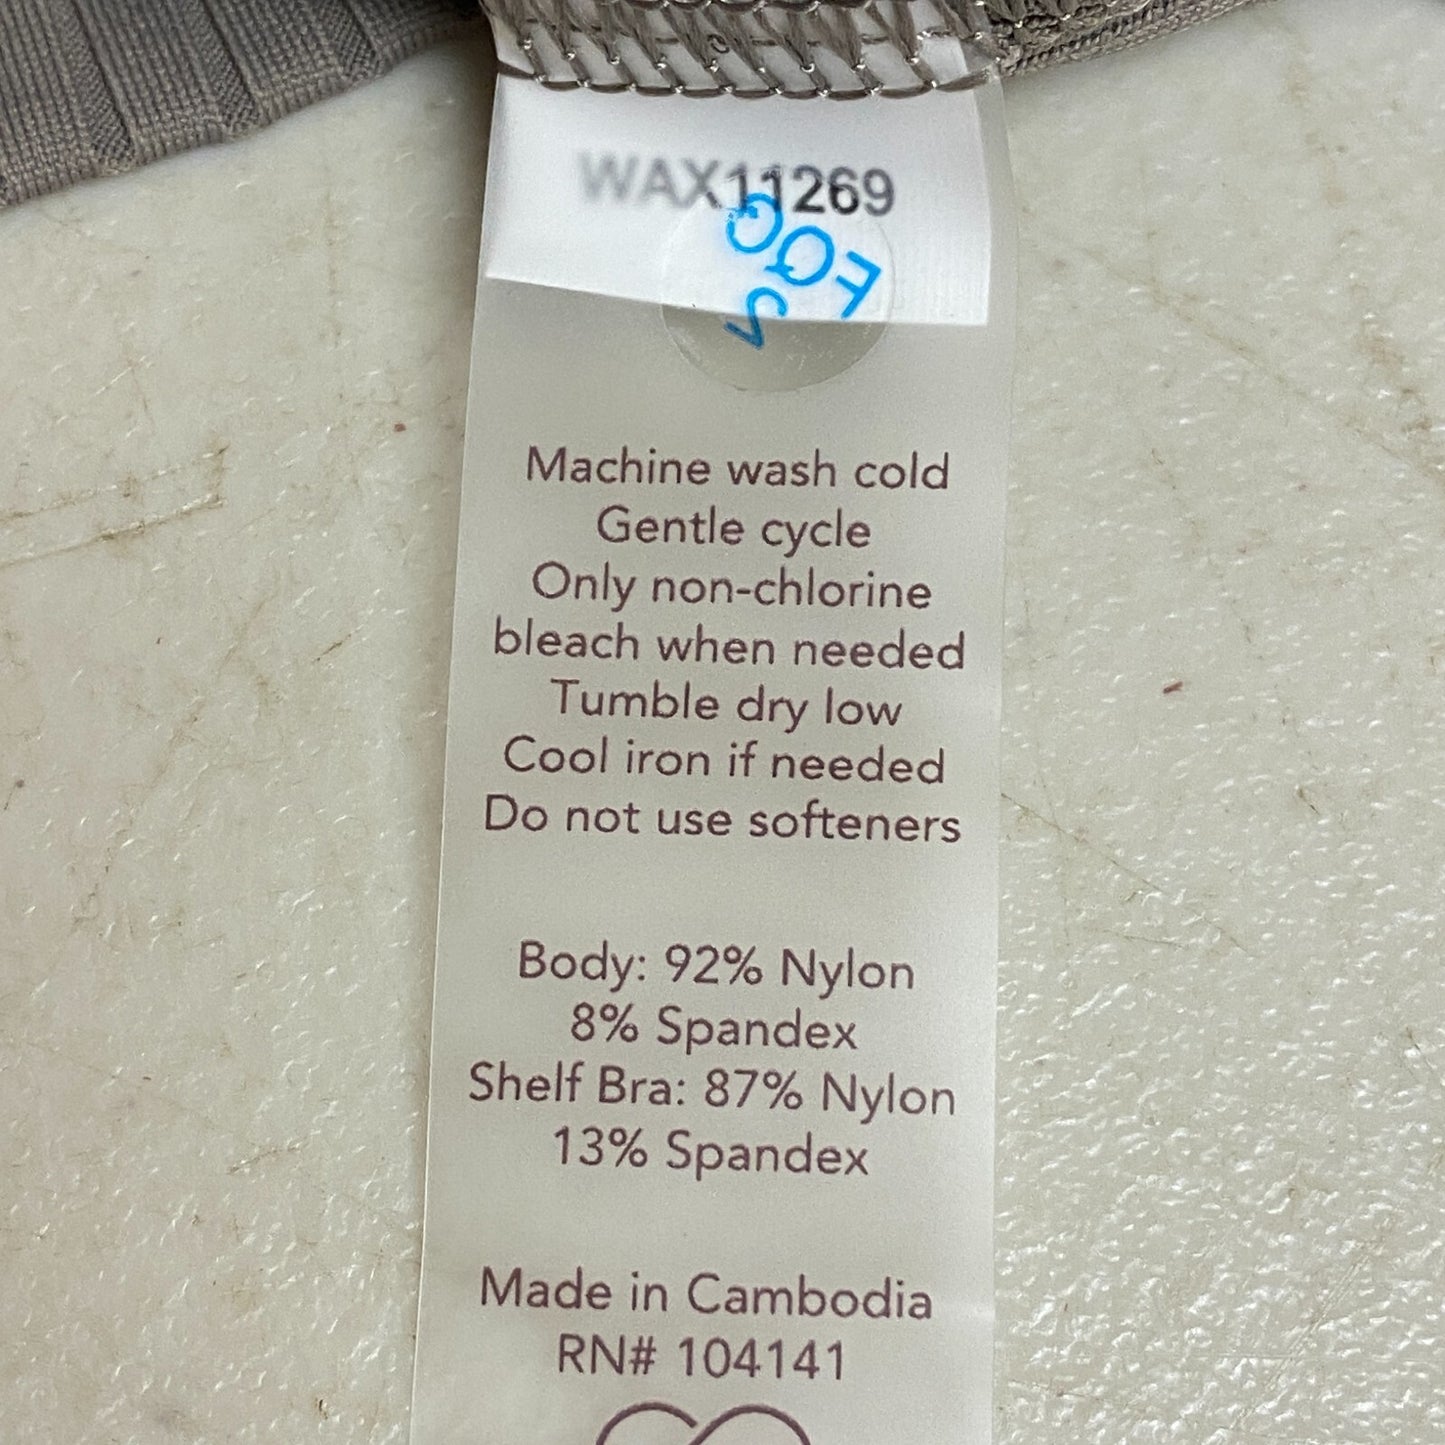 WAX11269
Machine wash cold
Gentle cycle
Only non-chlorine
bleach when needed
Tumble dry low
Cool iron if needed
Do not use softeners
Body: 92% Nylon
8% Spandex
Shelf Bra: 87% Nylon
13% Spandex
Made in Cambodia
RN# 104141